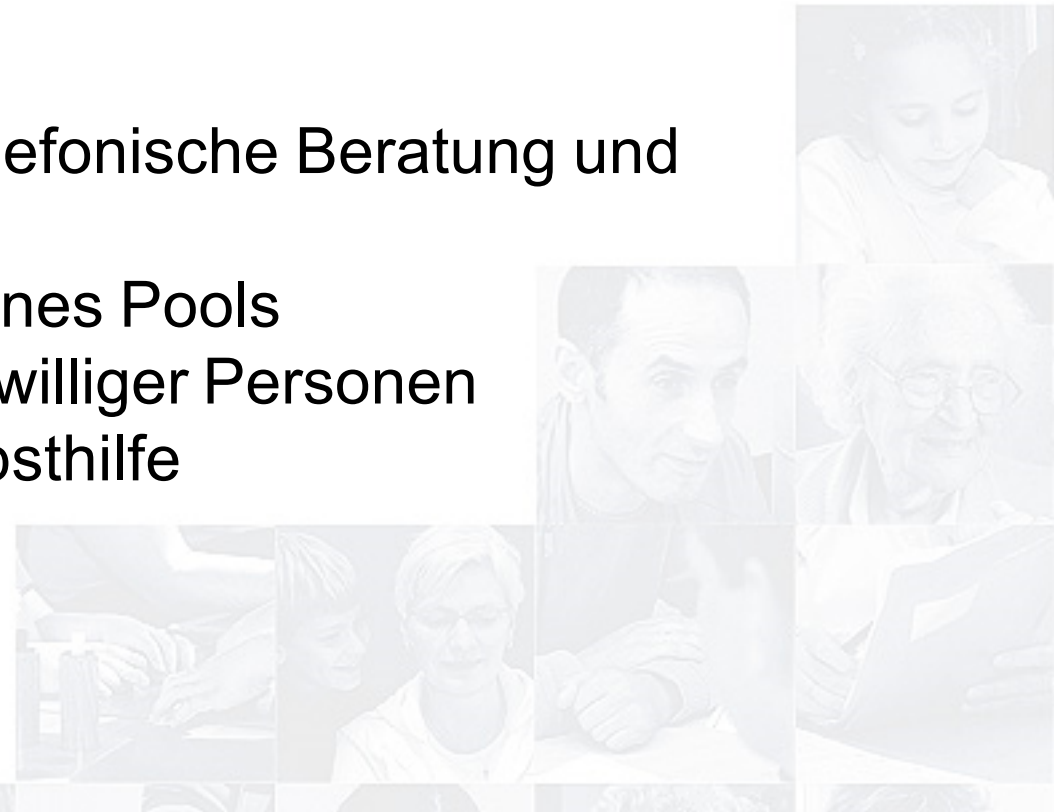 efonische Beratung und
nes Pools
williger Personen
osthilfe